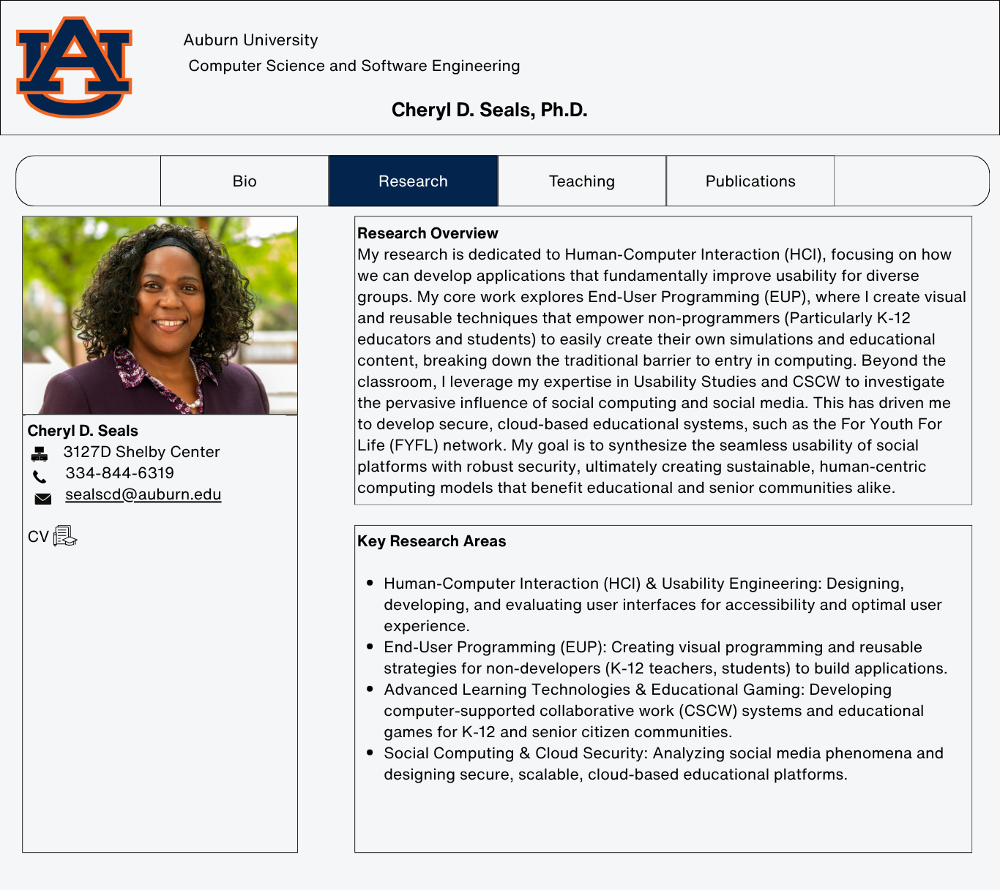 AU
Auburn University
Computer Science and Software Engineering
Cheryl D. Seals, Ph.D.
Bio
Research
Teaching
Publications
Cheryl D. Seals
3127D Shelby Center
334-844-6319
sealscd@auburn.edu
CV
Research Overview
My research is dedicated to Human-Computer Interaction (HCI), focusing on how
we can develop applications that fundamentally improve usability for diverse
groups. My core work explores End-User Programming (EUP), where I create visual
and reusable techniques that empower non-programmers (Particularly K-12
educators and students) to easily create their own simulations and educational
content, breaking down the traditional barrier to entry in computing. Beyond the
classroom, I leverage my expertise in Usability Studies and CSCW to investigate
the pervasive influence of social computing and social media. This has driven me
to develop secure, cloud-based educational systems, such as the For Youth For
Life (FYFL) network. My goal is to synthesize the seamless usability of social
platforms with robust security, ultimately creating sustainable, human-centric
computing models that benefit educational and senior communities alike.
Key Research Areas
• Human-Computer Interaction (HCI) & Usability Engineering: Designing,
developing, and evaluating user interfaces for accessibility and optimal user
experience.
• End-User Programming (EUP): Creating visual programming and reusable
strategies for non-developers (K-12 teachers, students) to build applications.
• Advanced Learning Technologies & Educational Gaming: Developing
computer-supported collaborative work (CSCW) systems and educational
games for K-12 and senior citizen communities.
• Social Computing & Cloud Security: Analyzing social media phenomena and
designing secure, scalable, cloud-based educational platforms.